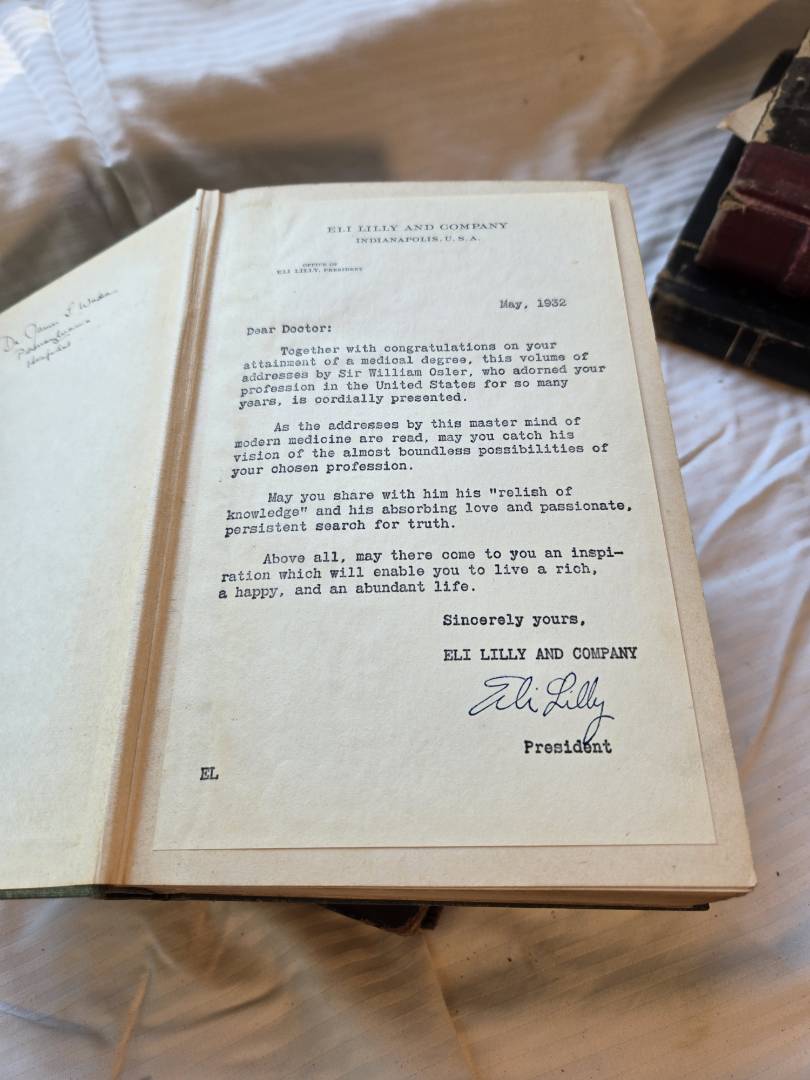 Dr. James S.
Pennsylvania
Hospital
ELI LILLY AND COMPANY
INDIANAPOLIS, U. S. A.
OFFICE OF
ELI LILLY, PRESIDENT
May, 1932
Dear Doctor:
Together with congratulations on your
attainment of a medical degree, this volume of
addresses by Sir William Osler, who adorned your
profession in the United States for so many
years, is cordially presented.
As the addresses by this master mind of
modern medicine are read, may you catch his
vision of the almost boundless possibilities of
your chosen profession.
May you share with him his "relish of
knowledge" and his absorbing love and passionate,
persistent search for truth.
Above all, may there come to you an inspi-
ration which will enable you to live a rich,
a happy, and an abundant life.
Sincerely yours,
ELI LILLY AND COMPANY
Eli Lilly
President
EL